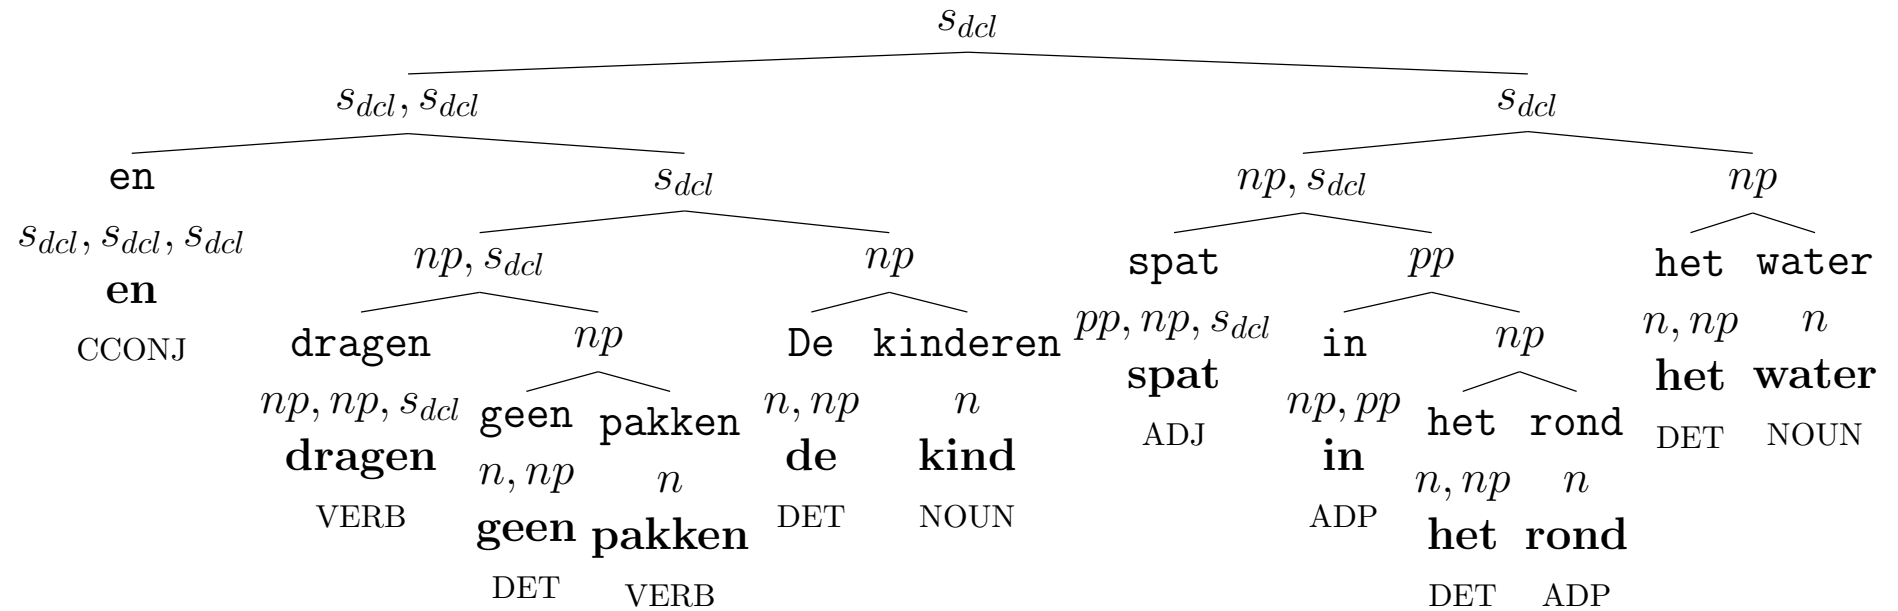 s_dcl
s_dcl, s_dcl s_dcl
en s_dcl np, s_dcl np
s_dcl, s_dcl, s_dcl np, s_dcl np spat pp het water
en dragen np De kinderen pp, np, s_dcl in np n, np n
CCONJ np, np, s_dcl geen pakken n, np n spat np, pp het rond het water
dragen n, np n de kind ADJ in n, np n DET NOUN
VERB geen pakken DET NOUN ADP het rond
DET VERB DET ADP